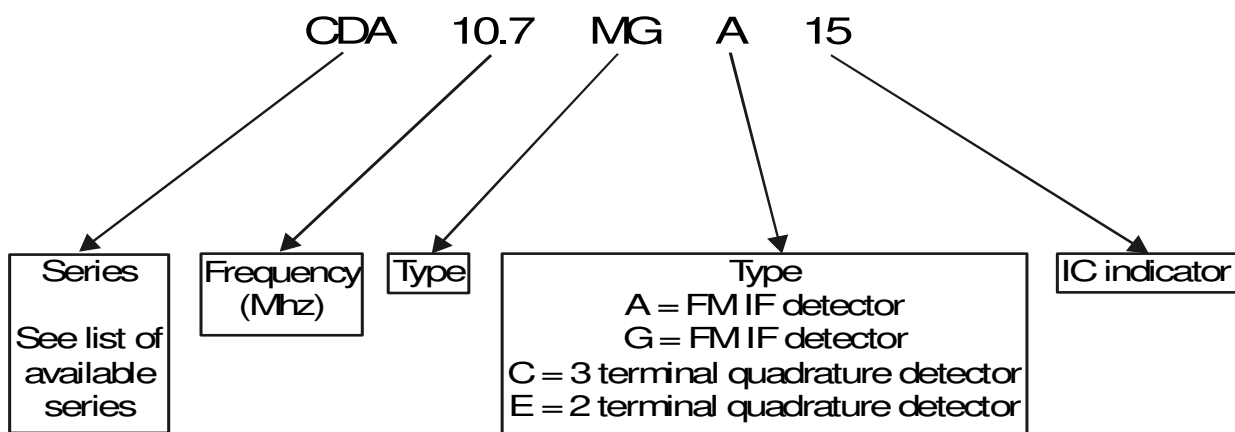 CDA 10.7 MG A 15
Series
See list of
available
series
Frequency
(Mhz)
Type
Type
A = FM IF detector
G = FM IF detector
C = 3 terminal quadrature detector
E = 2 terminal quadrature detector
IC indicator